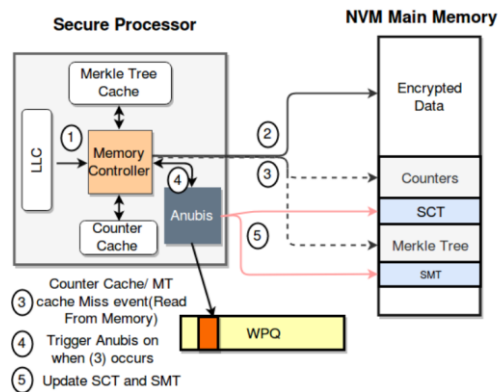 Secure Processor
NVM Main Memory
Merkle Tree
Cache
LLC
1
Memory
Controller
4
Counter
Cache
Anubis
2
3
5
Encrypted
Data
Counters
SCT
Merkle Tree
SMT
Counter Cache/ MT
3 cache Miss event(Read
From Memory)
4 Trigger Anubis on
when (3) occurs
5 Update SCT and SMT
WPQ